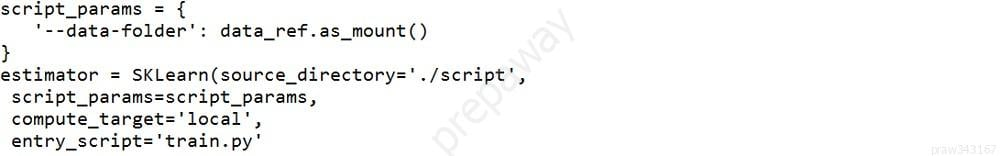 script_params = {
    '--data-folder': data_ref.as_mount()
}
estimator = SKLearn(source_directory='./script',
 script_params=script_params,
 compute_target='local',
 entry_script='train.py'
prepaway
praw343167